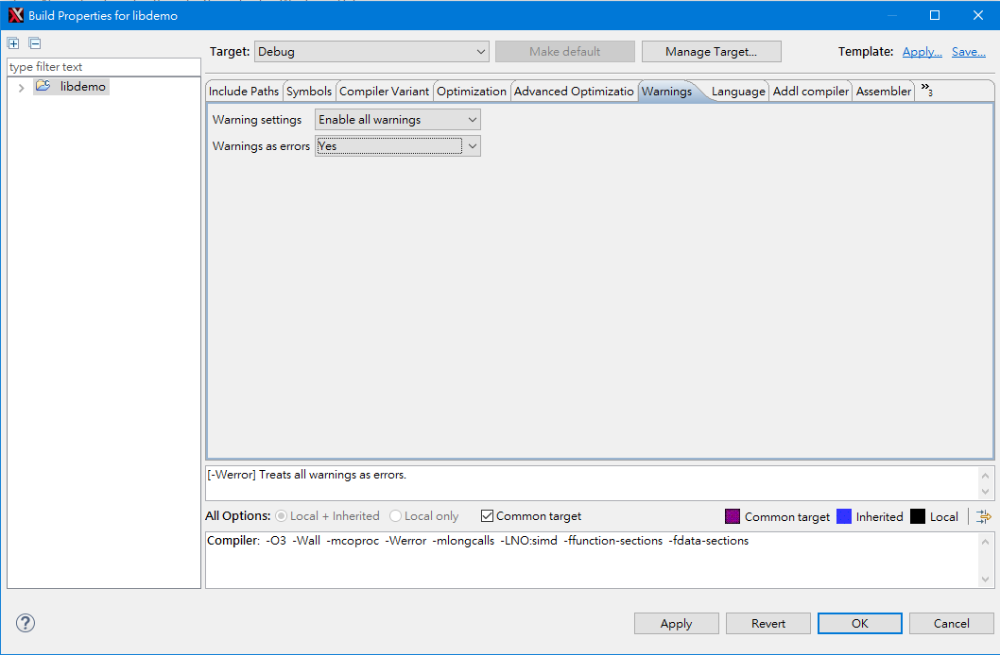 Build Properties for libdemo
type filter text
libdemo
Target: Debug Make default Manage Target... Template: Apply... Save...
Include Paths Symbols Compiler Variant Optimization Advanced Optimizatio Warnings Language Addl compiler Assembler »3
Warning settings Enable all warnings
Warnings as errors Yes
[-Werror] Treats all warnings as errors.
All Options: Local + Inherited Local only Common target Common target Inherited Local
Compiler: -O3 -Wall -mcoproc -Werror -mlongcalls -LNO:simd -ffunction-sections -fdata-sections
? Apply Revert OK Cancel